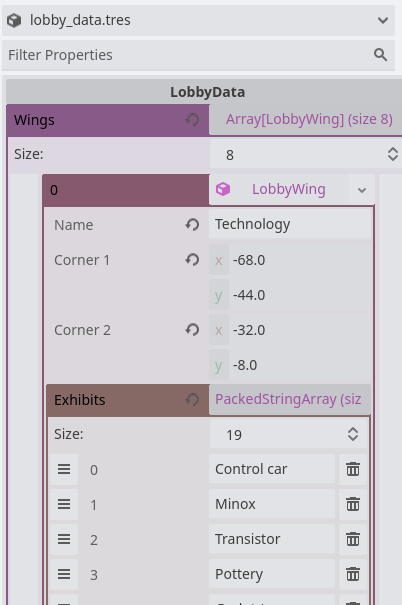 lobby_data.tres
Filter Properties
LobbyData
Wings Array[LobbyWing] (size 8)
Size: 8
0 LobbyWing
Name Technology
Corner 1 x -68.0
y -44.0
Corner 2 x -32.0
y -8.0
Exhibits PackedStringArray (siz
Size: 19
0 Control car
1 Minox
2 Transistor
3 Pottery